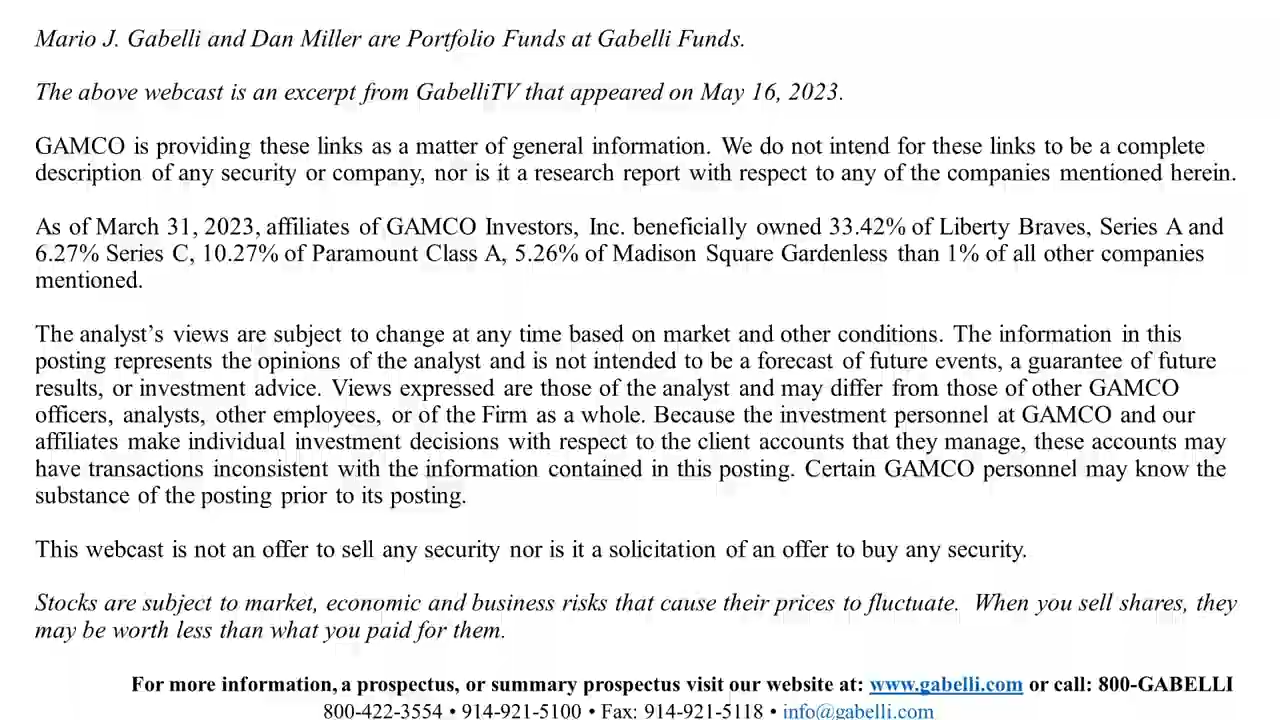 Mario J. Gabelli and Dan Miller are Portfolio Funds at Gabelli Funds.
The above webcast is an excerpt from GabelliTV that appeared on May 16, 2023.
GAMCO is providing these links as a matter of general information. We do not intend for these links to be a complete
description of any security or company, nor is it a research report with respect to any of the companies mentioned herein.
As of March 31, 2023, affiliates of GAMCO Investors, Inc. beneficially owned 33.42% of Liberty Braves, Series A and
6.27% Series C, 10.27% of Paramount Class A, 5.26% of Madison Square Gardenless than 1% of all other companies
mentioned.
The analyst’s views are subject to change at any time based on market and other conditions. The information in this
posting represents the opinions of the analyst and is not intended to be a forecast of future events, a guarantee of future
results, or investment advice. Views expressed are those of the analyst and may differ from those of other GAMCO
officers, analysts, other employees, or of the Firm as a whole. Because the investment personnel at GAMCO and our
affiliates make individual investment decisions with respect to the client accounts that they manage, these accounts may
have transactions inconsistent with the information contained in this posting. Certain GAMCO personnel may know the
substance of the posting prior to its posting.
This webcast is not an offer to sell any security nor is it a solicitation of an offer to buy any security.
Stocks are subject to market, economic and business risks that cause their prices to fluctuate. When you sell shares, they
may be worth less than what you paid for them.
For more information, a prospectus, or summary prospectus visit our website at: www.gabelli.com or call: 800-GABELLI
800-422-3554 • 914-921-5100 • Fax: 914-921-5118 • info@gabelli.com